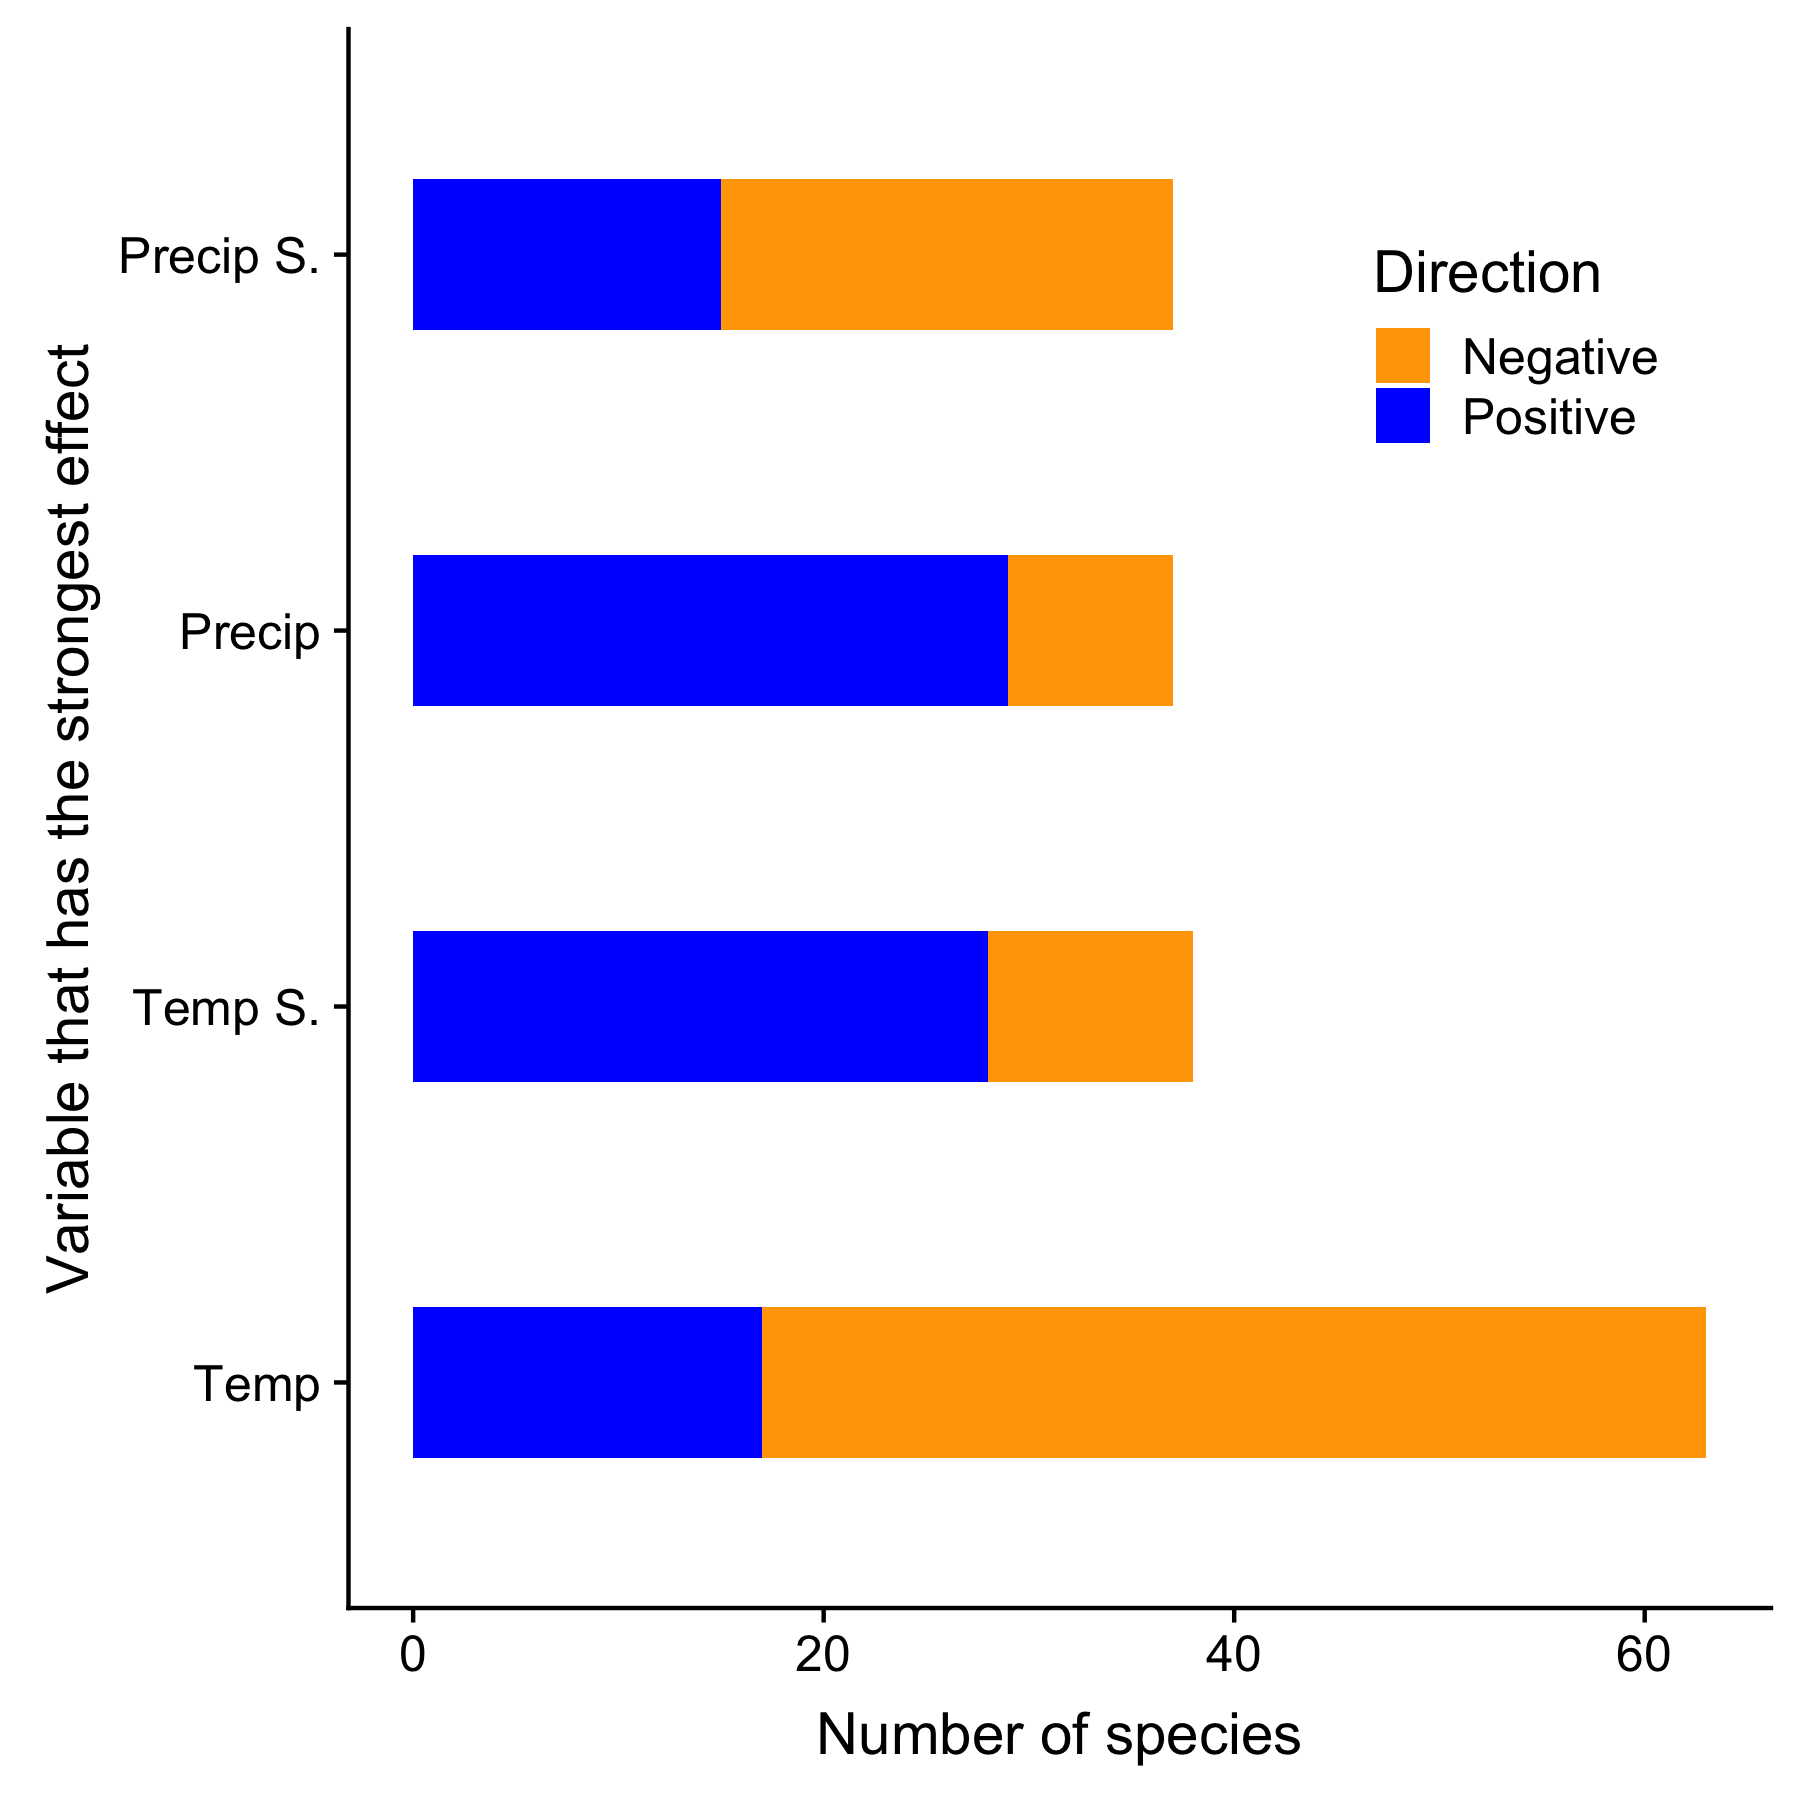 Variable that has the strongest effect
Precip S.
Precip
Temp S.
Temp
Direction
Negative
Positive
0 20 40 60
Number of species